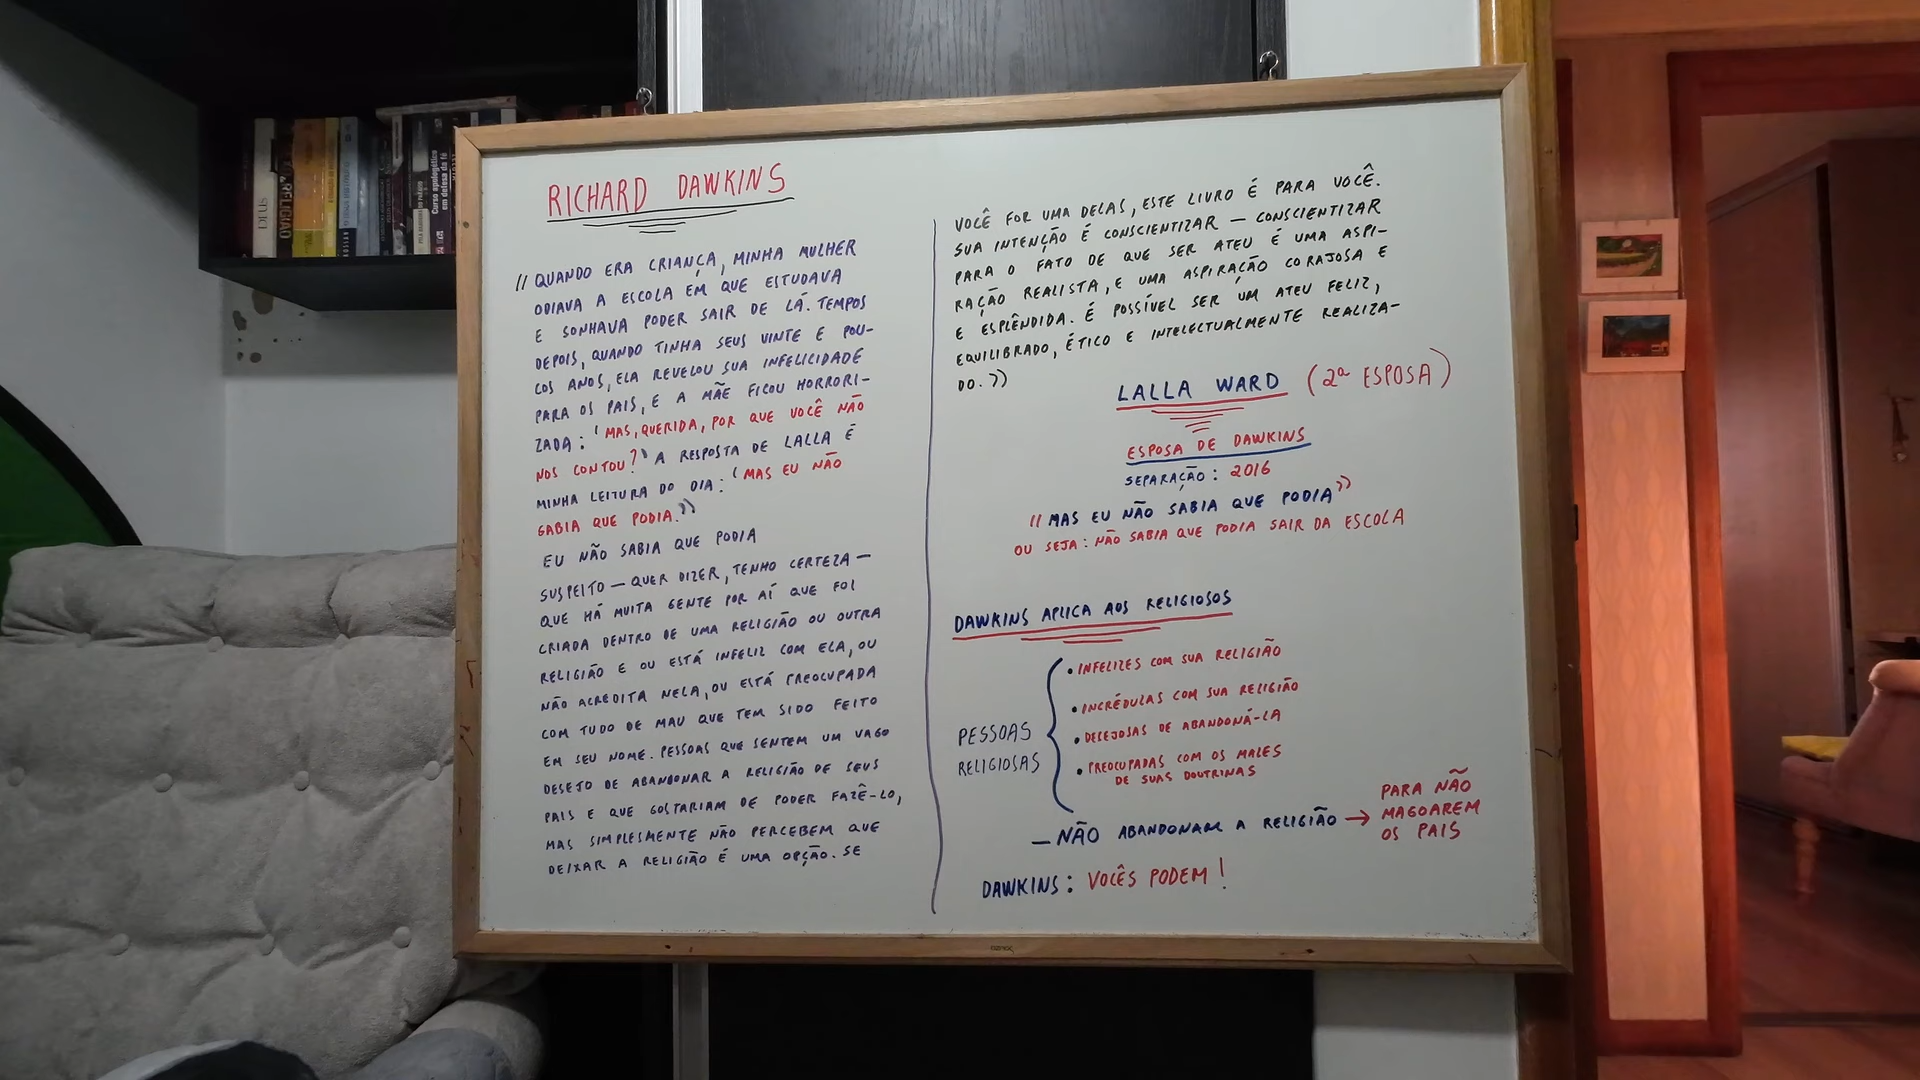 RICHARD DAWKINS
"QUANDO ERA CRIANÇA, MINHA MULHER
ODIAVA A ESCOLA EM QUE ESTUDAVA
E SONHAVA PODER SAIR DE LÁ. TEMPOS
DEPOIS, QUANDO TINHA SEUS VINTE E POU-
COS ANOS, ELA REVELOU SUA INFELICIDADE
PARA OS PAIS, E A MÃE FICOU HORRORI-
ZADA: 'MAS, QUERIDA, POR QUE VOCÊ NÃO
NOS CONTOU?' A RESPOSTA DE LALLA É
MINHA LEITURA DO DIA: 'MAS EU NÃO
SABIA QUE PODIA.'"
EU NÃO SABIA QUE PODIA
SUSPEITO — QUER DIZER, TENHO CERTEZA —
QUE HÁ MUITA GENTE POR AÍ QUE FOI
CRIADA DENTRO DE UMA RELIGIÃO OU OUTRA
RELIGIÃO E OU ESTÁ INFELIZ COM ELA, OU
NÃO ACREDITA NELA, OU ESTÁ PREOCUPADA
COM TUDO DE MAU QUE TEM SIDO FEITO
EM SEU NOME. PESSOAS QUE SENTEM UM VAGO
DESEJO DE ABANDONAR A RELIGIÃO DE SEUS
PAIS E QUE GOSTARIAM DE PODER FAZÊ-LO,
MAS SIMPLESMENTE NÃO PERCEBEM QUE
DEIXAR A RELIGIÃO É UMA OPÇÃO. SE
VOCÊ FOR UMA DELAS, ESTE LIVRO É PARA VOCÊ.
SUA INTENÇÃO É CONSCIENTIZAR — CONSCIENTIZAR
PARA O FATO DE QUE SER ATEU É UMA ASPI-
RAÇÃO REALISTA, E UMA ASPIRAÇÃO CORAJOSA E
E ESPLÊNDIDA. É POSSÍVEL SER UM ATEU FELIZ,
EQUILIBRADO, ÉTICO E INTELECTUALMENTE REALIZA-
DO."
LALLA WARD (2ª ESPOSA)
ESPOSA DE DAWKINS
SEPARAÇÃO: 2016
"MAS EU NÃO SABIA QUE PODIA"
OU SEJA: NÃO SABIA QUE PODIA SAIR DA ESCOLA
DAWKINS APLICA AOS RELIGIOSOS
PESSOAS
RELIGIOSAS
• INFELIZES COM SUA RELIGIÃO
• INCRÉDULAS COM SUA RELIGIÃO
• DESEJOSAS DE ABANDONÁ-LA
• PREOCUPADAS COM OS MALES
DE SUAS DOUTRINAS
— NÃO ABANDONAM A RELIGIÃO → PARA NÃO
MAGOAREM
OS PAIS
DAWKINS: VOCÊS PODEM!
DEUS
RELIGIÃO
Curso apologético
em defesa da fé